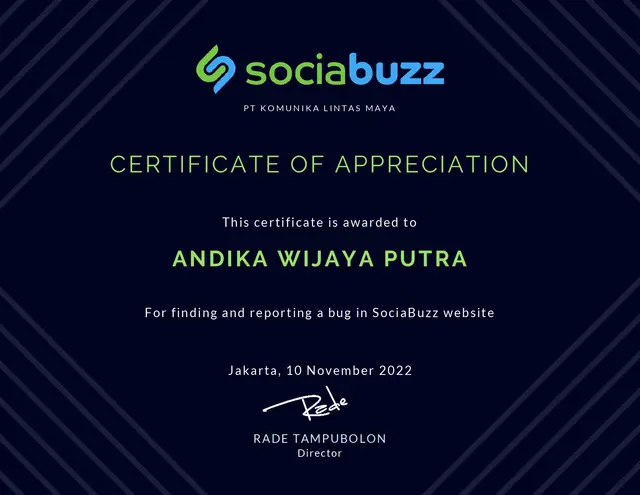 sociabuzz
PT KOMUNIKA LINTAS MAYA
CERTIFICATE OF APPRECIATION
This certificate is awarded to
ANDIKA WIJAYA PUTRA
For finding and reporting a bug in SociaBuzz website
Jakarta, 10 November 2022
Rade
RADE TAMPUBOLON
Director